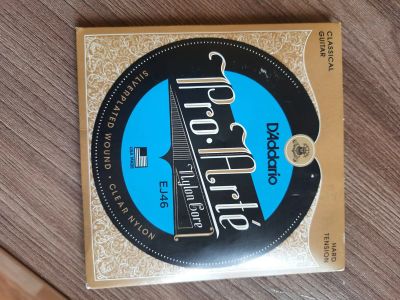 CLASSICAL
GUITAR
HARD
TENSION
D'Addario
Pro·Arté
Nylon Core
EJ46
SILVERPLATED WOUND · CLEAR NYLON